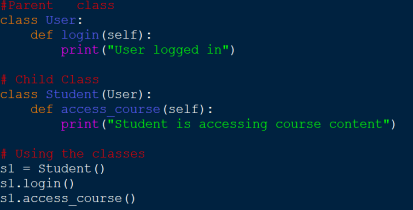 #Parent   class
class User:
    def login(self):
        print("User logged in")

# Child Class
class Student(User):
    def access_course(self):
        print("Student is accessing course content")

# Using the classes
s1 = Student()
s1.login()
s1.access_course()